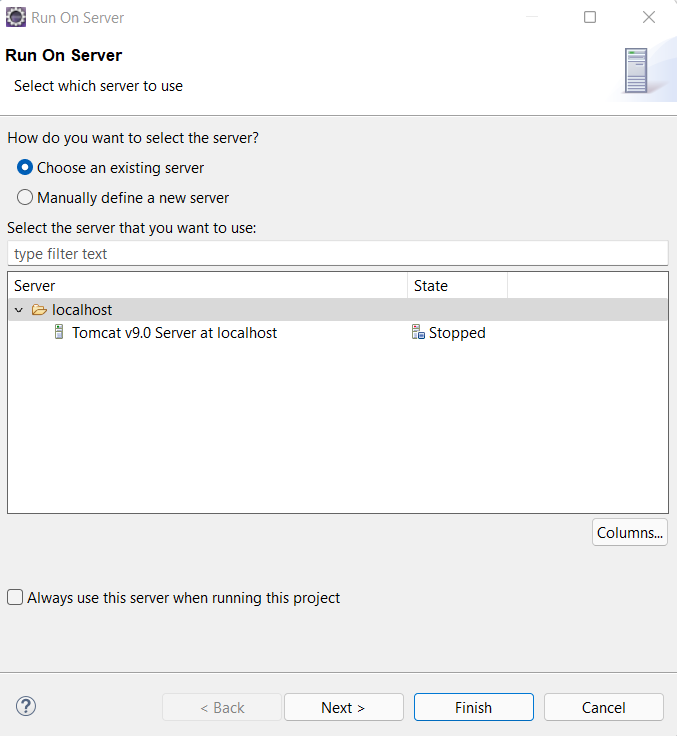 Run On Server
Run On Server
Select which server to use
How do you want to select the server?
Choose an existing server
Manually define a new server
Select the server that you want to use:
type filter text
Server State
localhost
Tomcat v9.0 Server at localhost Stopped
Columns...
Always use this server when running this project
? < Back Next > Finish Cancel